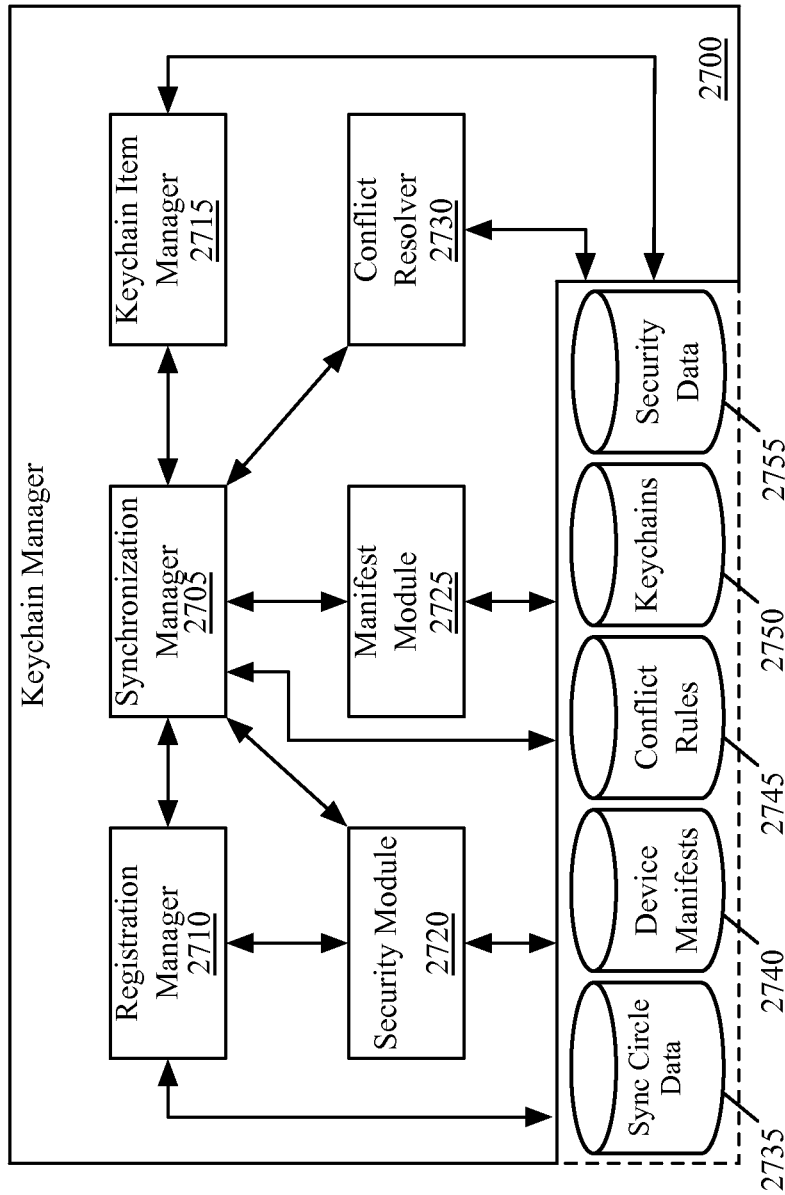 Keychain Manager
Registration
Manager
2710
Synchronization
Manager
2705
Keychain Item
Manager
2715
Security Module
2720
Manifest
Module
2725
Conflict
Resolver
2730
Sync Circle
Data
Device
Manifests
Conflict
Rules
Keychains
Security
Data
2700
2735
2740
2745
2750
2755